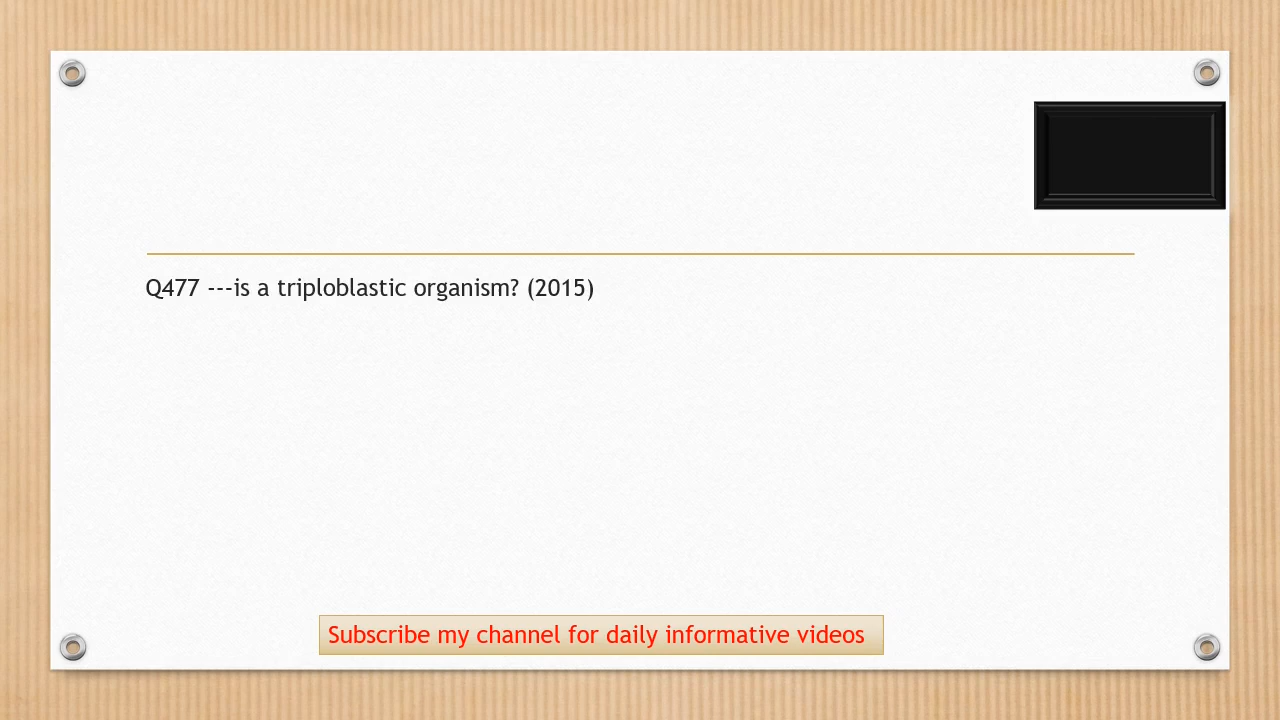 Q477 ---is a triploblastic organism? (2015)
Subscribe my channel for daily informative videos